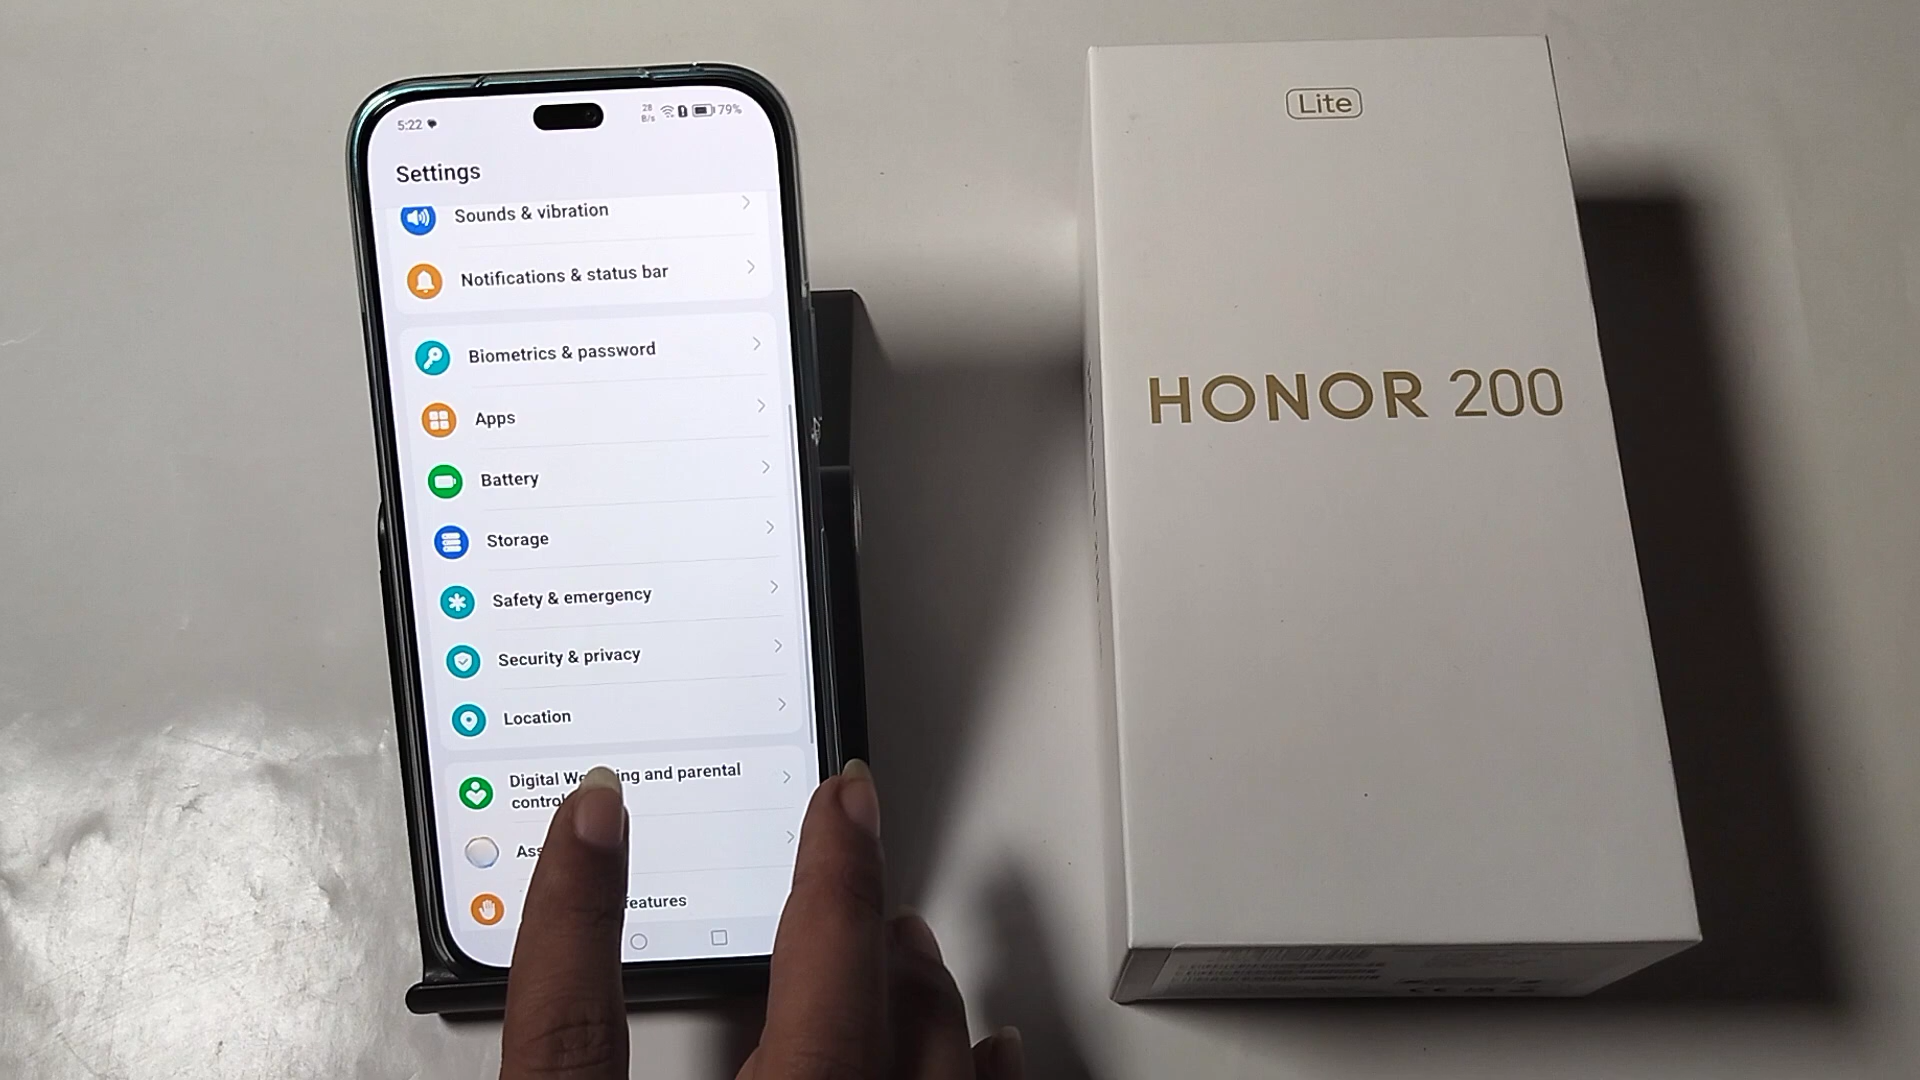 5:22
28
B/s
79%
Settings
Sounds & vibration
Notifications & status bar
Biometrics & password
Apps
Battery
Storage
Safety & emergency
Security & privacy
Location
Digital and parental
features
Lite
HONOR 200